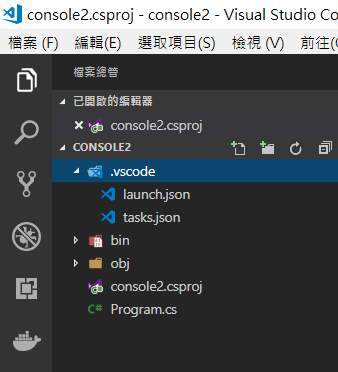 console2.csproj - console2 - Visual Studio Co
檔案 (F) 編輯(E) 選取項目(S) 檢視 (V) 前往(
檔案總管
已開啟的編輯器
console2.csproj
CONSOLE2
.vscode
launch.json
tasks.json
bin
obj
console2.csproj
C# Program.cs